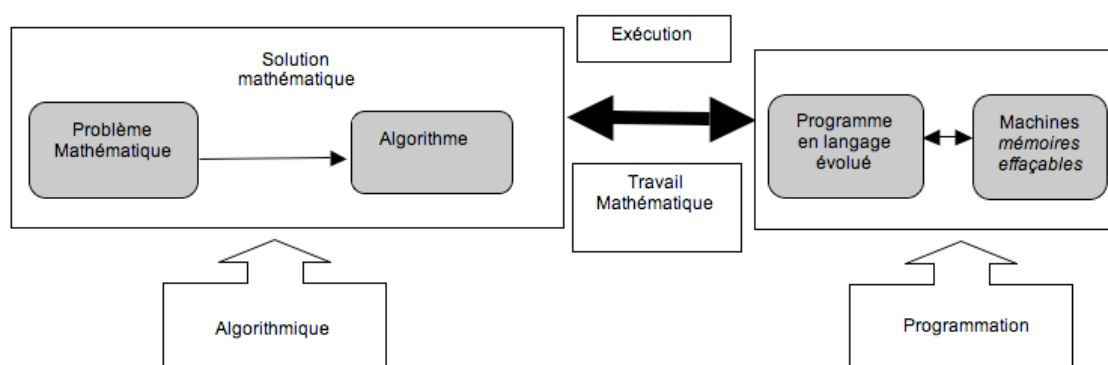 Solution
mathématique
Problème
Mathématique
Algorithme
Exécution
Travail
Mathématique
Programme
en langage
évolué
Machines
mémoires
effaçables
Algorithmique
Programmation